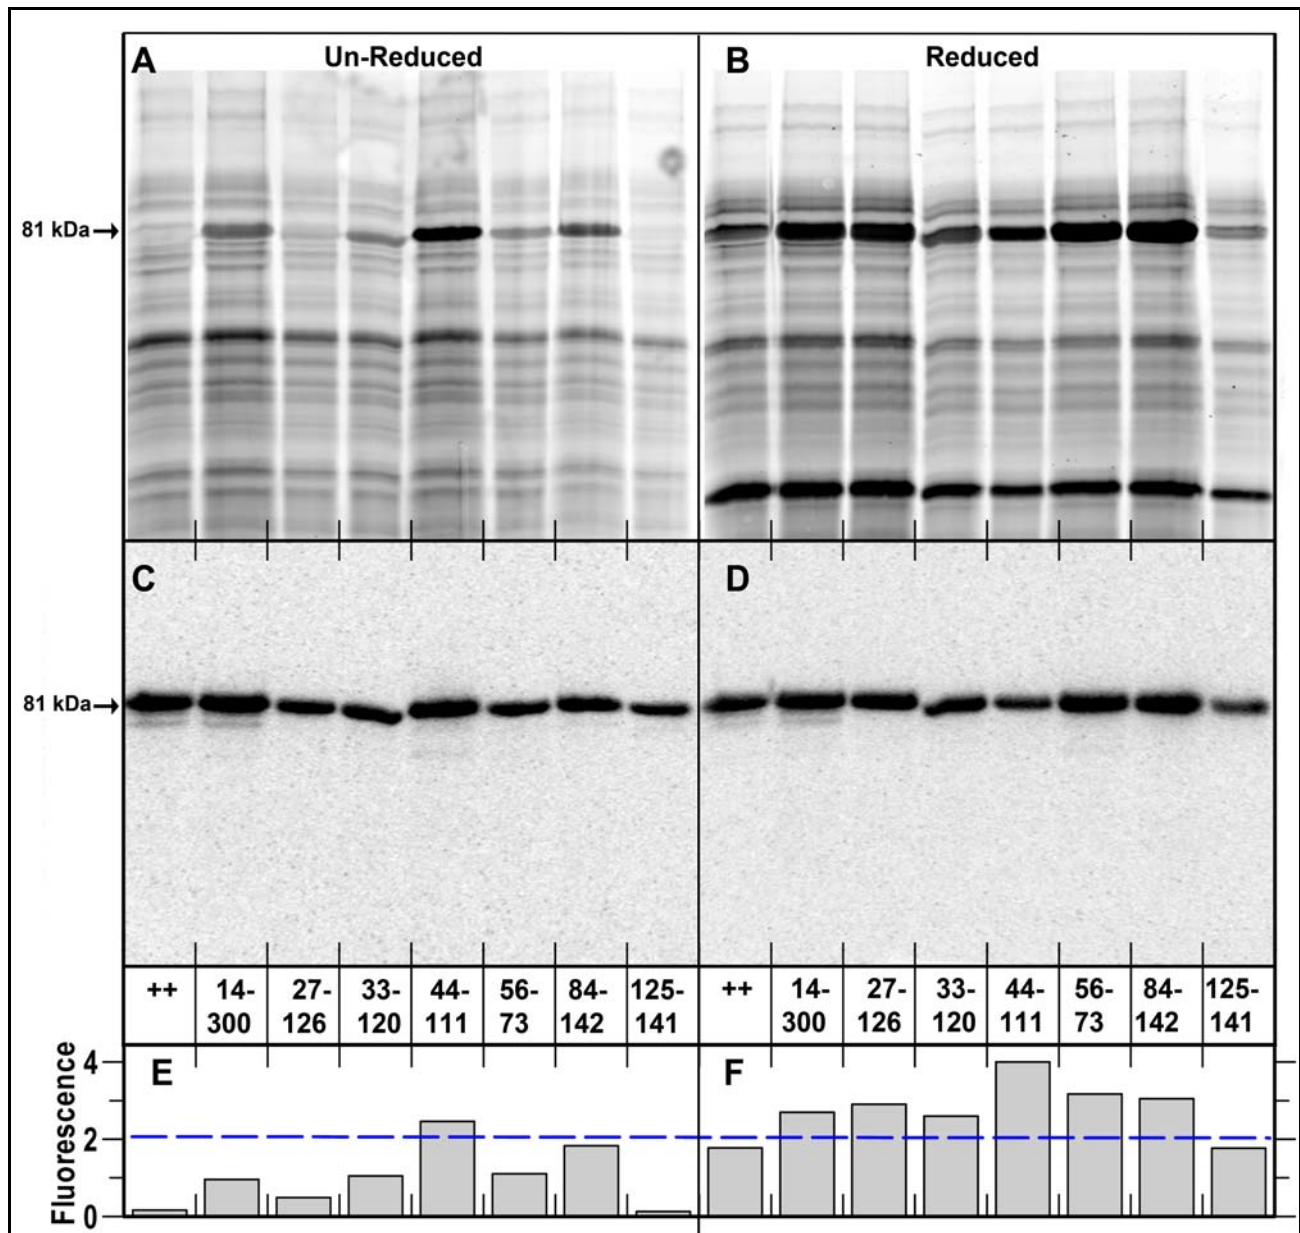 A
Un-Reduced
B
Reduced
81 kDa
C
D
81 kDa
++ 14- 27- 33- 44- 56- 84- 125- ++ 14- 27- 33- 44- 56- 84- 125-
300 126 120 111 73 142 141 300 126 120 111 73 142 141
Fluorescence
4
2
0
E
F